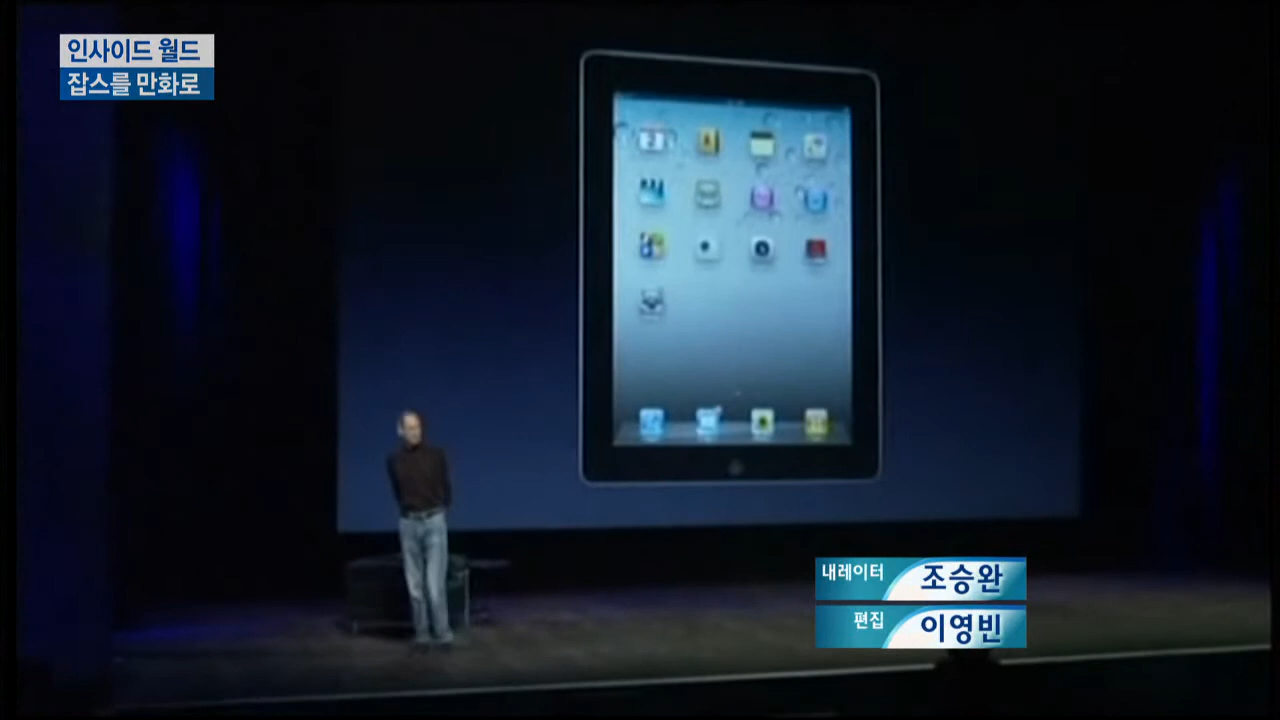 인사이드 월드
잡스를 만화로
내레이터 조승완
편집 이영빈